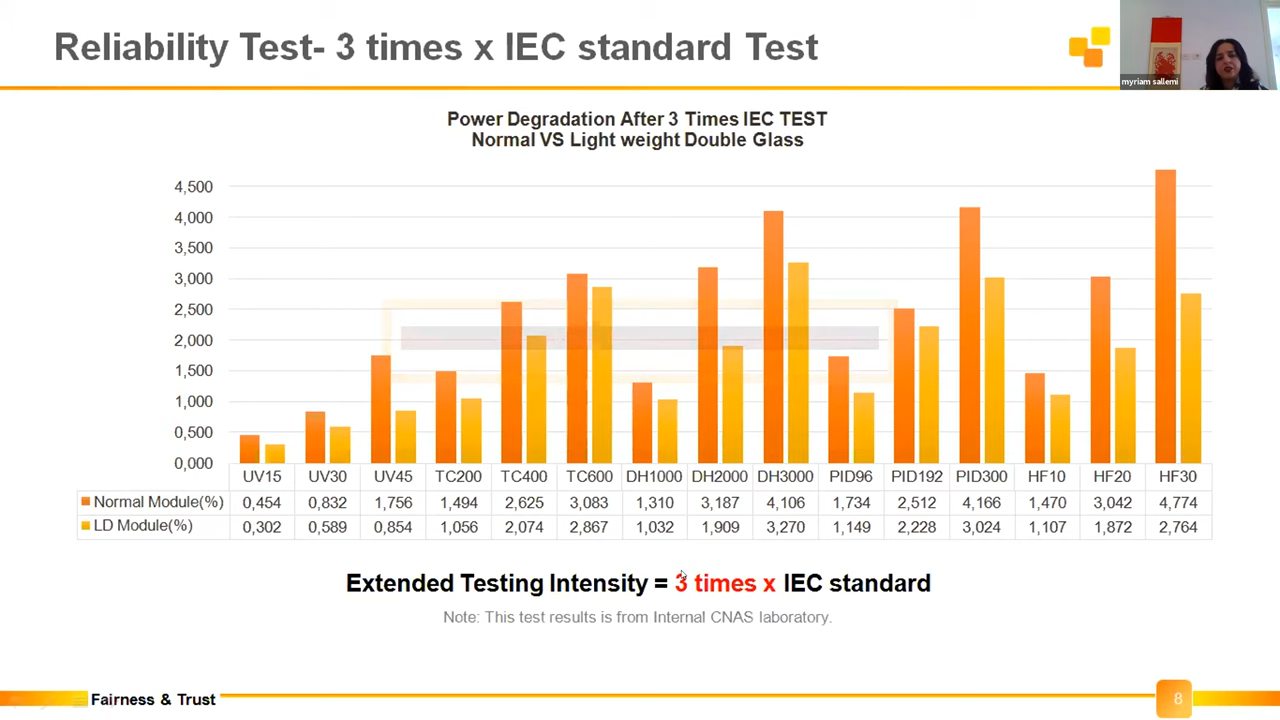 Reliability Test- 3 times x IEC standard Test
myriam sallemi
Power Degradation After 3 Times IEC TEST
Normal VS Light weight Double Glass
4,500
4,000
3,500
3,000
2,500
2,000
1,500
1,000
0,500
0,000
UV15 UV30 UV45 TC200 TC400 TC600 DH1000 DH2000 DH3000 PID96 PID192 PID300 HF10 HF20 HF30
Normal Module(%) 0,454 0,832 1,756 1,494 2,625 3,083 1,310 3,187 4,106 1,734 2,512 4,166 1,470 3,042 4,774
LD Module(%) 0,302 0,589 0,854 1,056 2,074 2,867 1,032 1,909 3,270 1,149 2,228 3,024 1,107 1,872 2,764
Extended Testing Intensity = 3 times x IEC standard
Note: This test results is from Internal CNAS laboratory.
Fairness & Trust
8